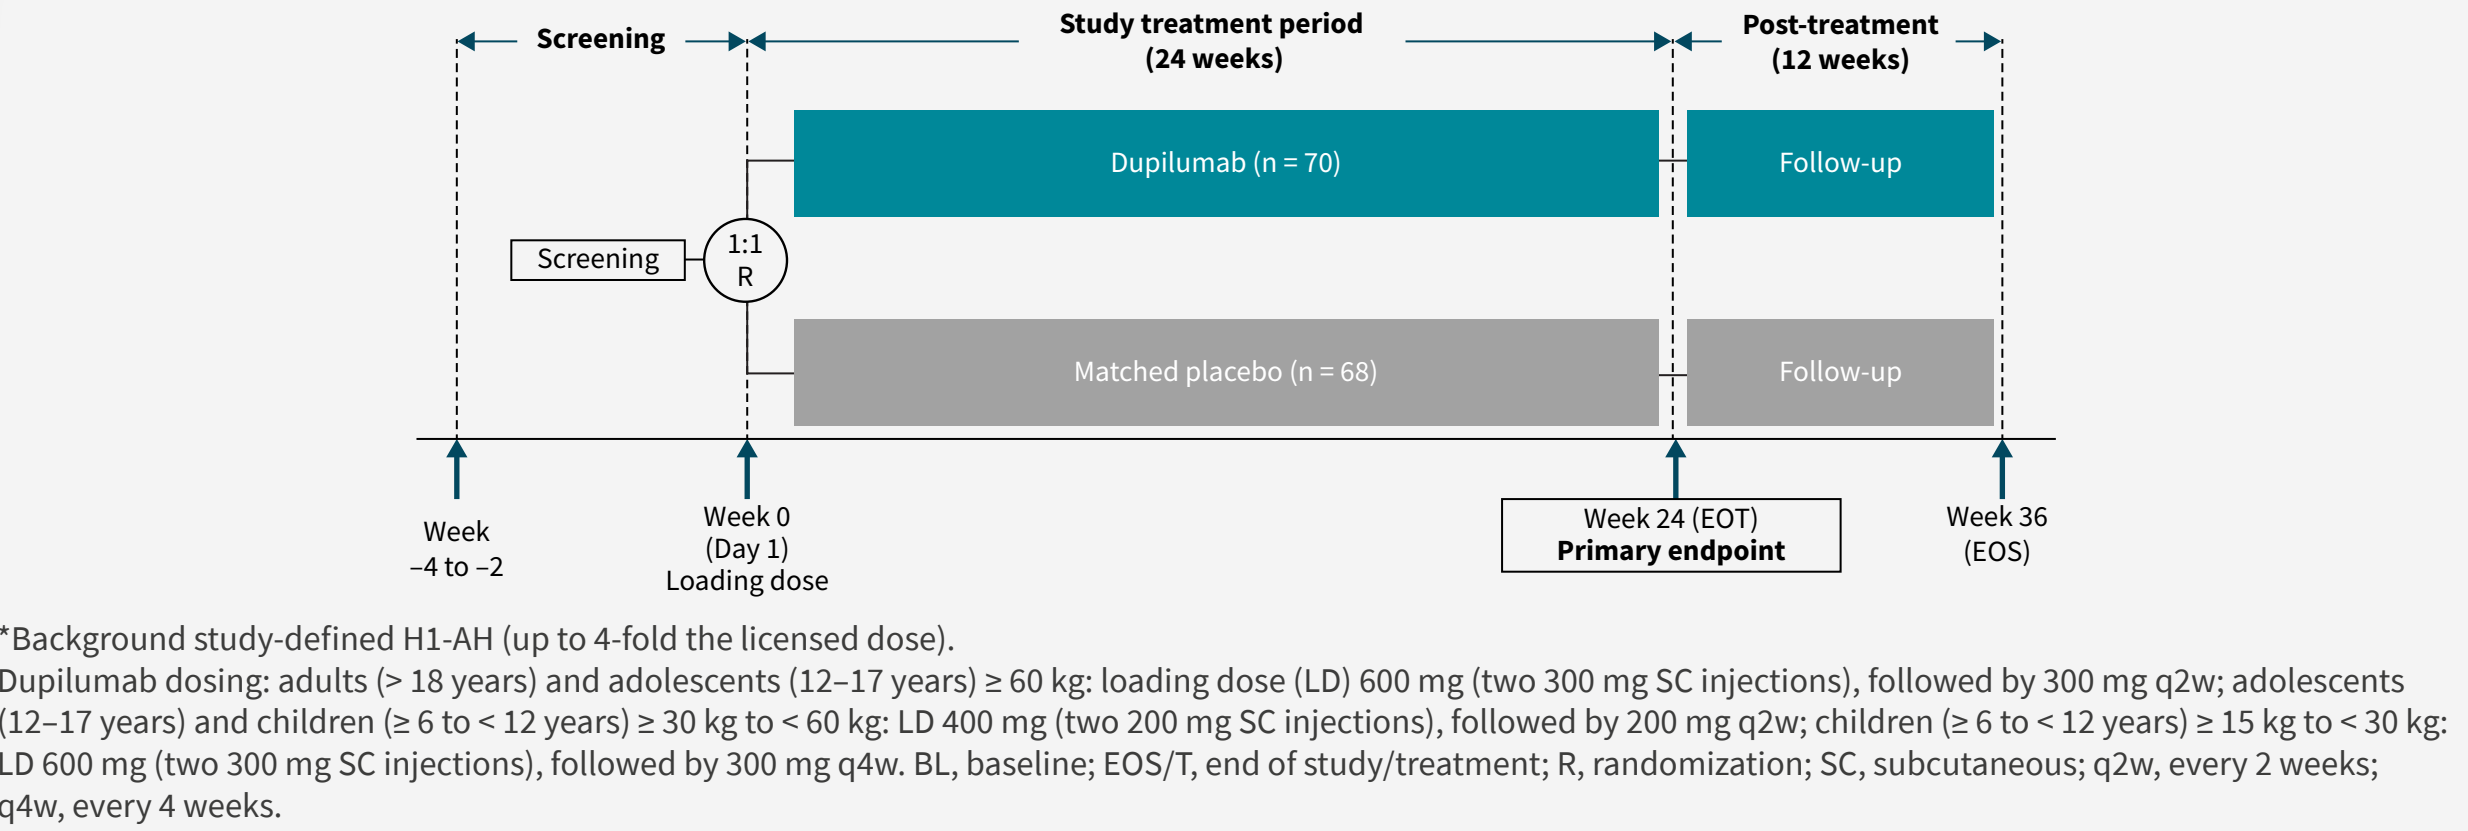 Screening
Study treatment period
(24 weeks)
Post-treatment
(12 weeks)
Dupilumab (n = 70)
Follow-up
Screening
1:1
R
Matched placebo (n = 68)
Follow-up
Week
–4 to –2
Week 0
(Day 1)
Loading dose
Week 24 (EOT)
Primary endpoint
Week 36
(EOS)
*Background study-defined H1-AH (up to 4-fold the licensed dose).
Dupilumab dosing: adults (> 18 years) and adolescents (12–17 years) ≥ 60 kg: loading dose (LD) 600 mg (two 300 mg SC injections), followed by 300 mg q2w; adolescents
(12–17 years) and children (≥ 6 to < 12 years) ≥ 30 kg to < 60 kg: LD 400 mg (two 200 mg SC injections), followed by 200 mg q2w; children (≥ 6 to < 12 years) ≥ 15 kg to < 30 kg:
LD 600 mg (two 300 mg SC injections), followed by 300 mg q4w. BL, baseline; EOS/T, end of study/treatment; R, randomization; SC, subcutaneous; q2w, every 2 weeks;
q4w, every 4 weeks.